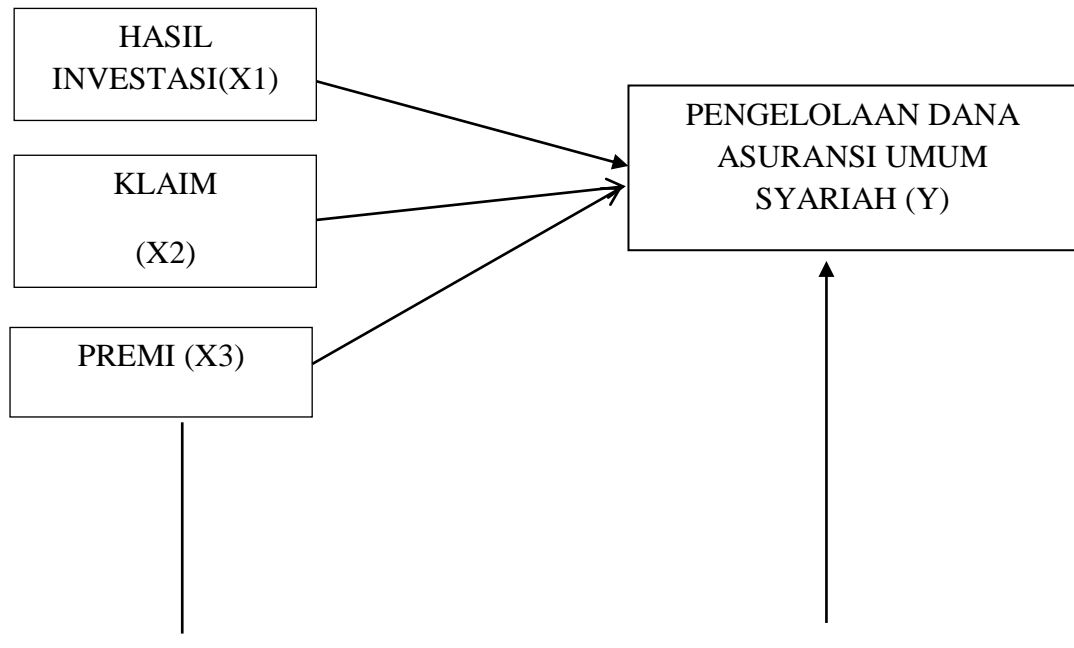 HASIL
INVESTASI(X1)
KLAIM
(X2)
PREMI (X3)
PENGELOLAAN DANA
ASURANSI UMUM
SYARIAH (Y)